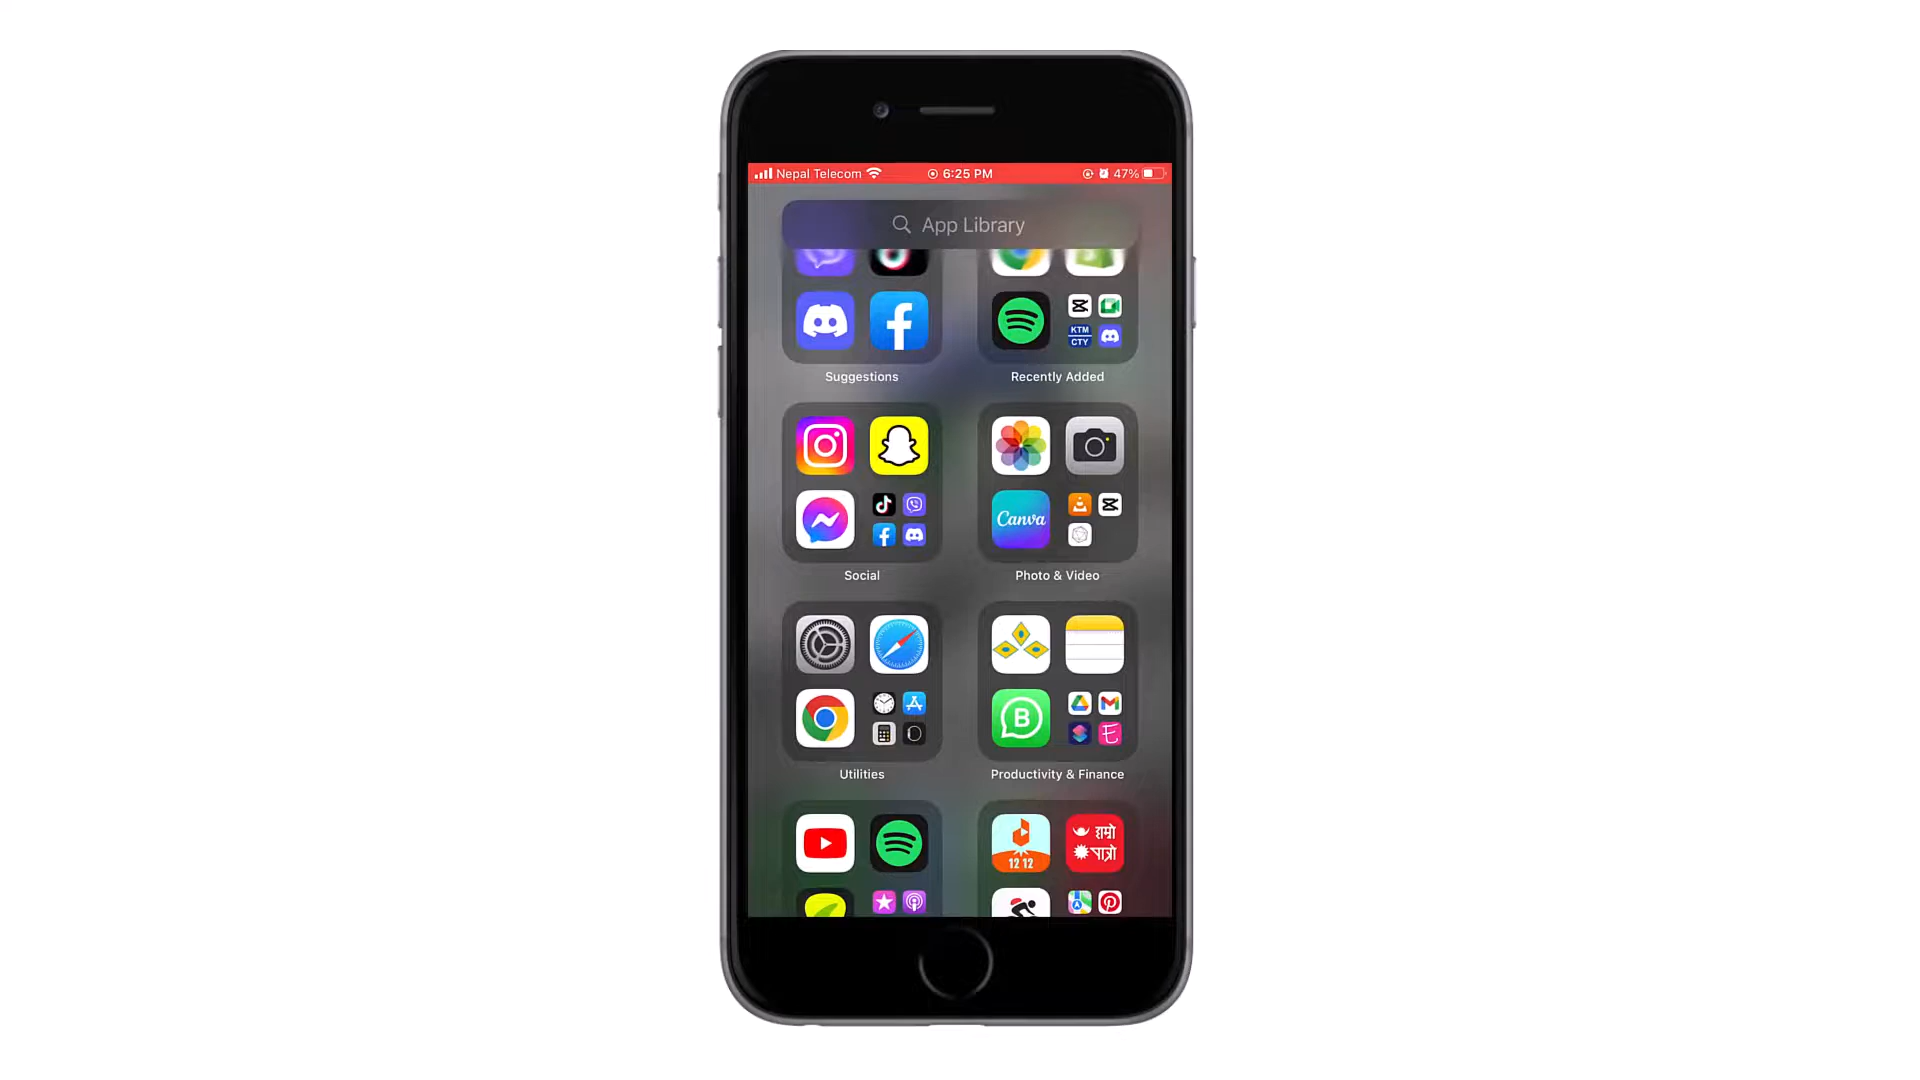 Nepal Telecom 6:25 PM 47%
App Library
KTM
CTY
Suggestions
Recently Added
Canva
Social
Photo & Video
B
Utilities
Productivity & Finance
12 12
हाम्रो
पात्रो